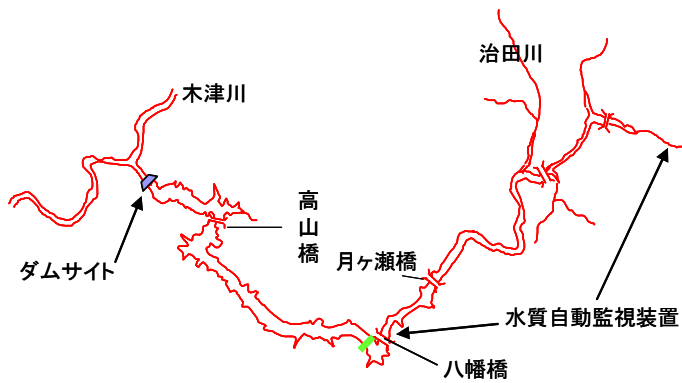 治田川
木津川
高山橋
月ヶ瀬橋
ダムサイト
水質自動監視装置
八幡橋